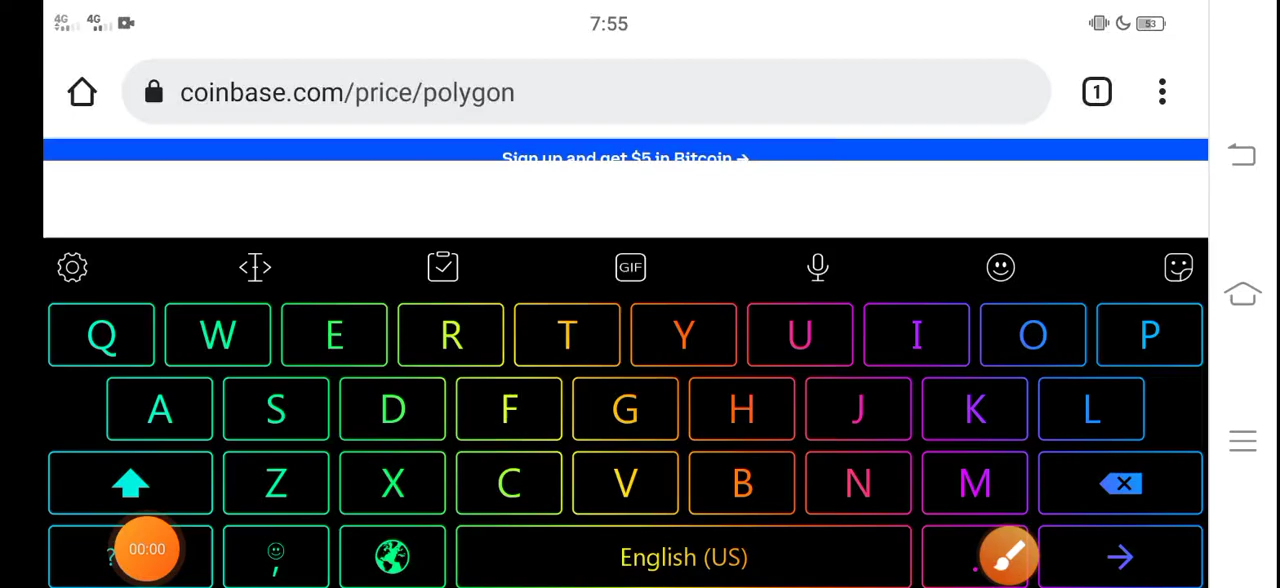 4G 4G 7:55 53
coinbase.com/price/polygon 1
Sign up and get $5 in Bitcoin →
GIF
Q W E R T Y U I O P
A S D F G H J K L
Z X C V B N M
00:00 ?, English (US) .